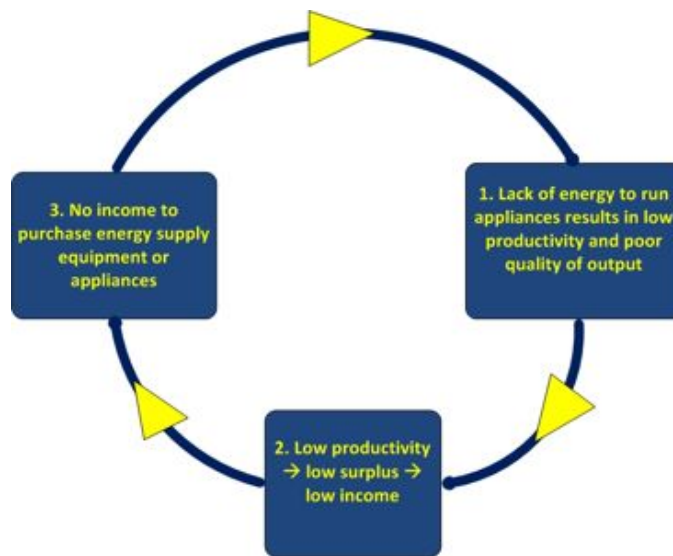 1. Lack of energy to run
appliances results in low
productivity and poor
quality of output
2. Low productivity
→ low surplus →
low income
3. No income to
purchase energy supply
equipment or
appliances